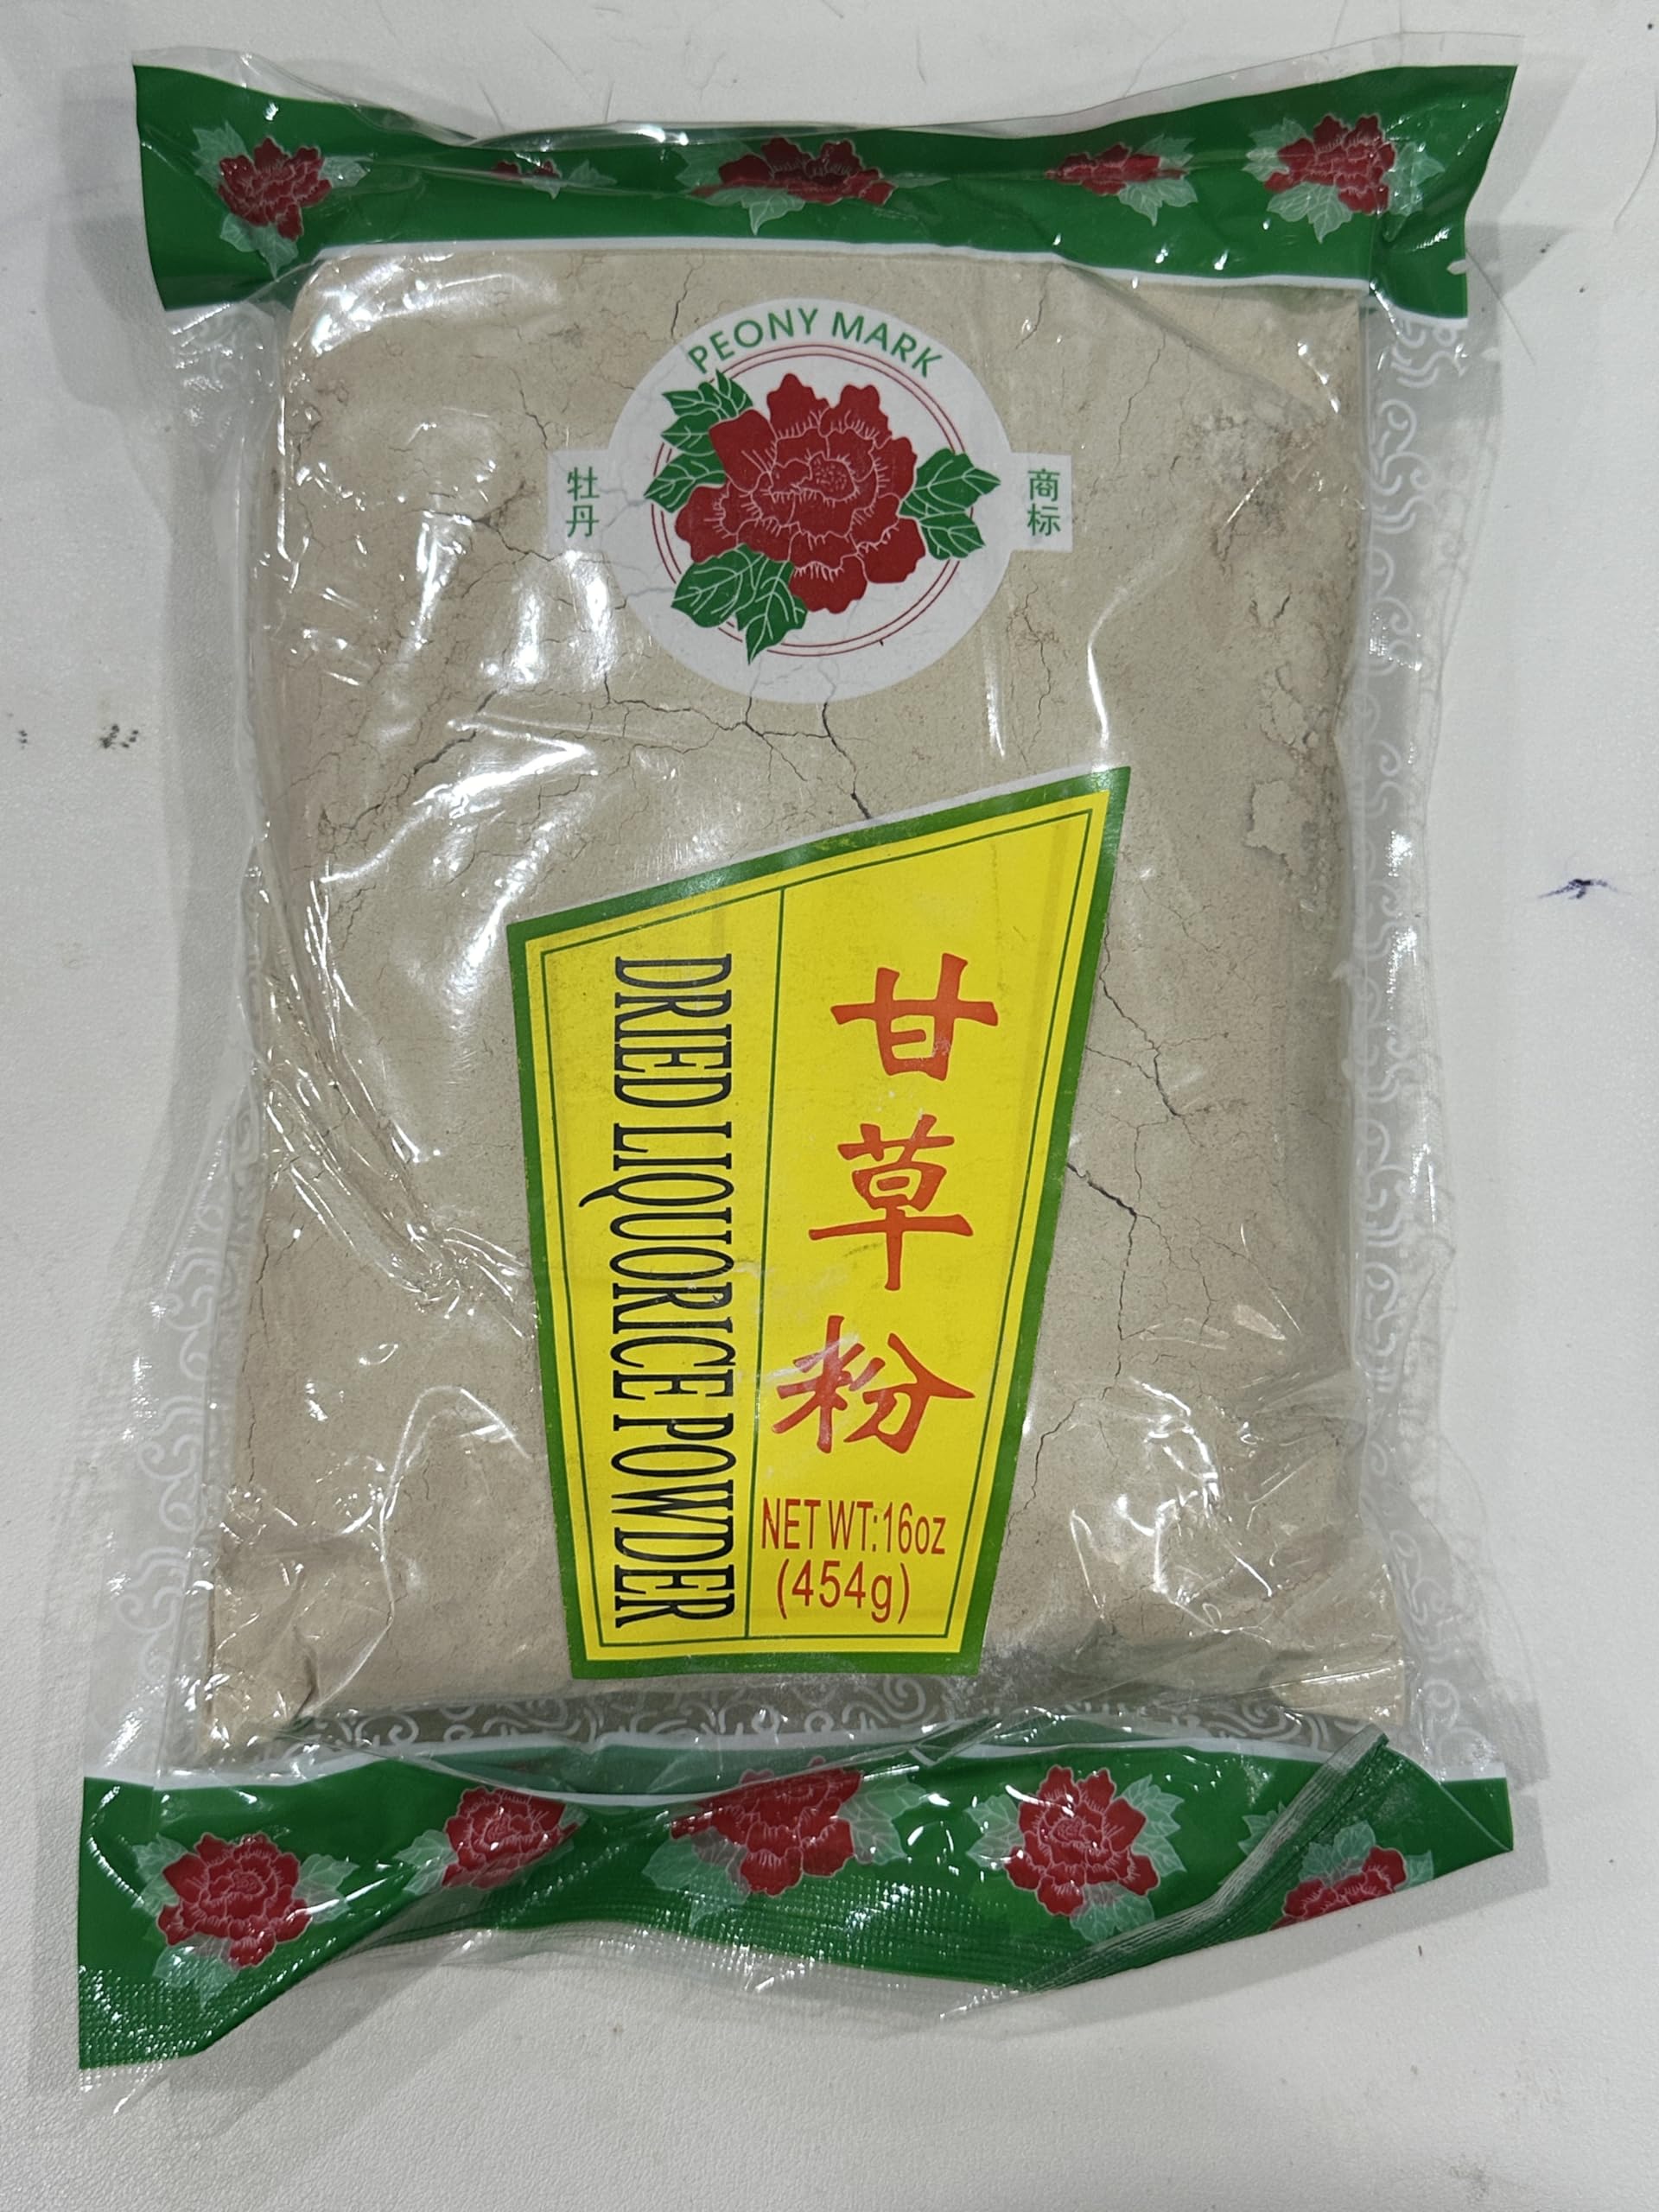 PEONY MARK
牡丹
商标
甘草粉
DRIED LIQUORICE POWDER
NET WT:16oz
(454g)